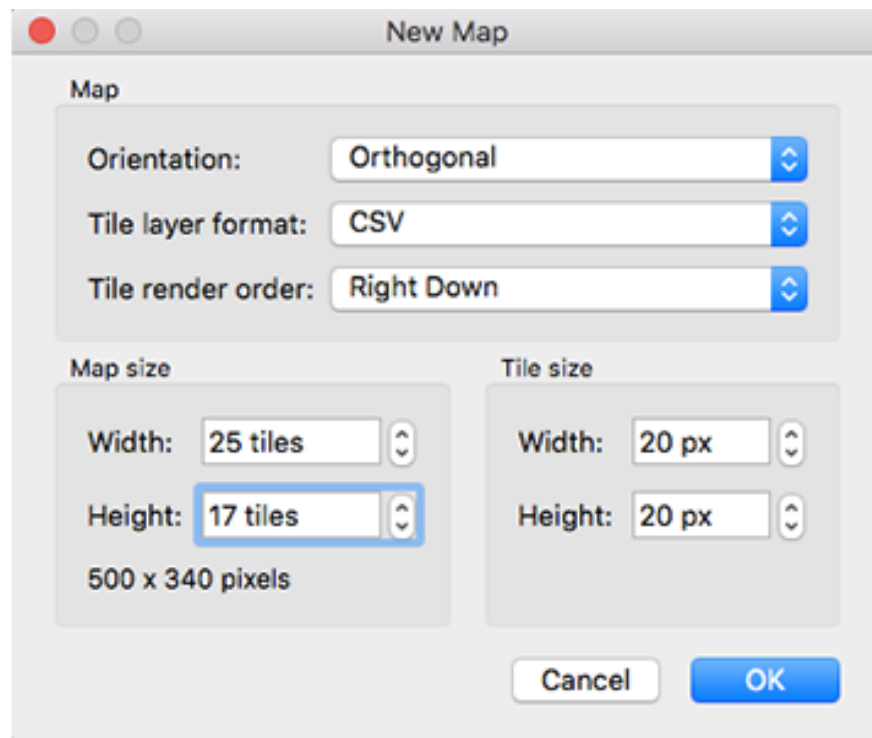 New Map
Map
Orientation: Orthogonal
Tile layer format: CSV
Tile render order: Right Down
Map size
Width: 25 tiles
Height: 17 tiles
500 x 340 pixels
Tile size
Width: 20 px
Height: 20 px
Cancel
OK